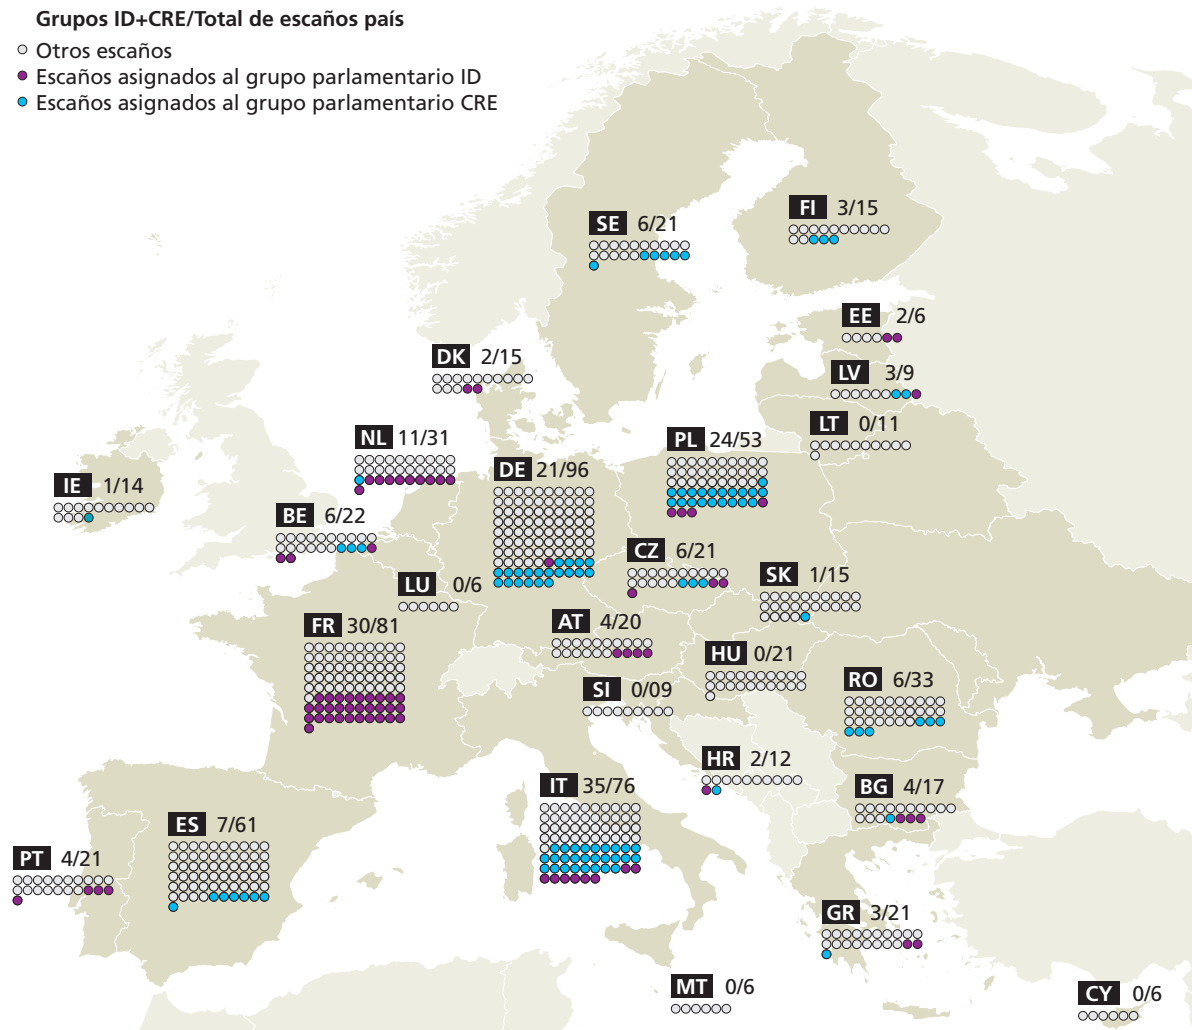 Grupos ID+CRE/Total de escaños país
Otros escaños
Escaños asignados al grupo parlamentario ID
Escaños asignados al grupo parlamentario CRE
FI 3/15
SE 6/21
EE 2/6
DK 2/15
LV 3/9
LT 0/11
NL 11/31
PL 24/53
DE 21/96
IE 1/14
BE 6/22
CZ 6/21
SK 1/15
LU 0/6
FR 30/81
AT 4/20
HU 0/21
RO 6/33
SI 0/09
HR 2/12
IT 35/76
BG 4/17
ES 7/61
PT 4/21
GR 3/21
MT 0/6
CY 0/6